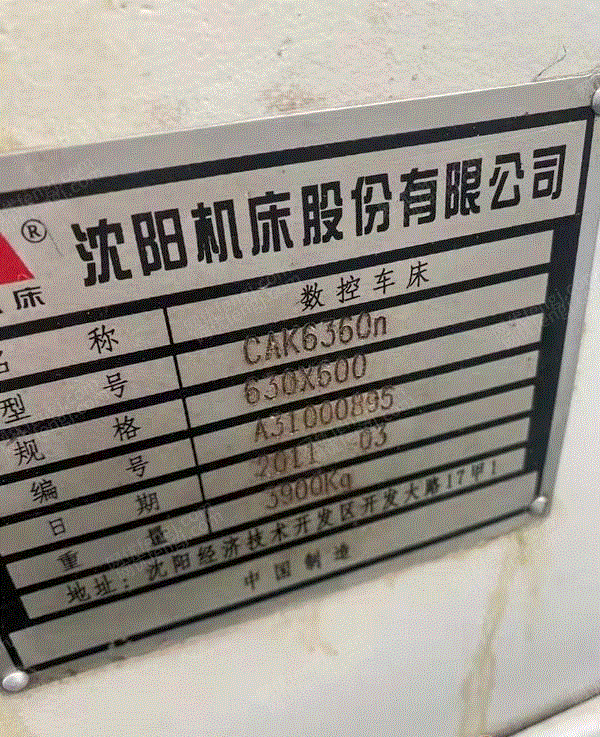 ® 沈阳机床股份有限公司
床
名称 数控车床
型号 CAK6360n
规格 630X600
编号 A31000895
日期 2011 03
重量 3900Kg
地址：沈阳经济技术开发区开发大路17甲1
中国制造